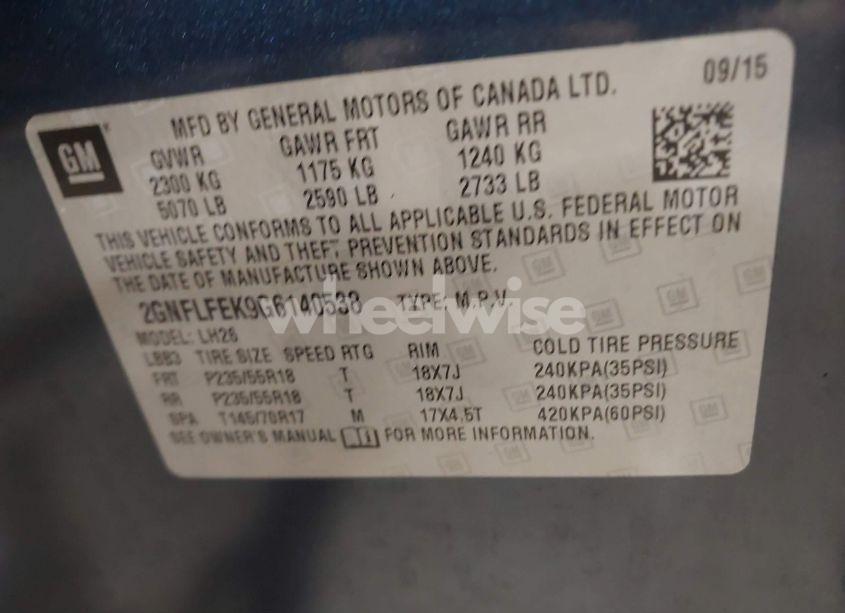 09/15
GM
MFD BY GENERAL MOTORS OF CANADA LTD.
GVWR GAWR FRT GAWR RR
2300 KG 1175 KG 1240 KG
5070 LB 2590 LB 2733 LB
THIS VEHICLE CONFORMS TO ALL APPLICABLE U.S. FEDERAL MOTOR
VEHICLE SAFETY AND THEFT PREVENTION STANDARDS IN EFFECT ON
THE DATE OF MANUFACTURE SHOWN ABOVE.
2GNFLFEK9G6140538 TYPE: M.P.V.
wheelwise
MODEL: LH26
TIRE SIZE SPEED RTG RIM COLD TIRE PRESSURE
FRT P235/55R18 T 18X7J 240KPA(35PSI)
RR P235/55R18 T 18X7J 240KPA(35PSI)
SPA T145/70R17 M 17X4.5T 420KPA(60PSI)
SEE OWNER'S MANUAL FOR MORE INFORMATION.